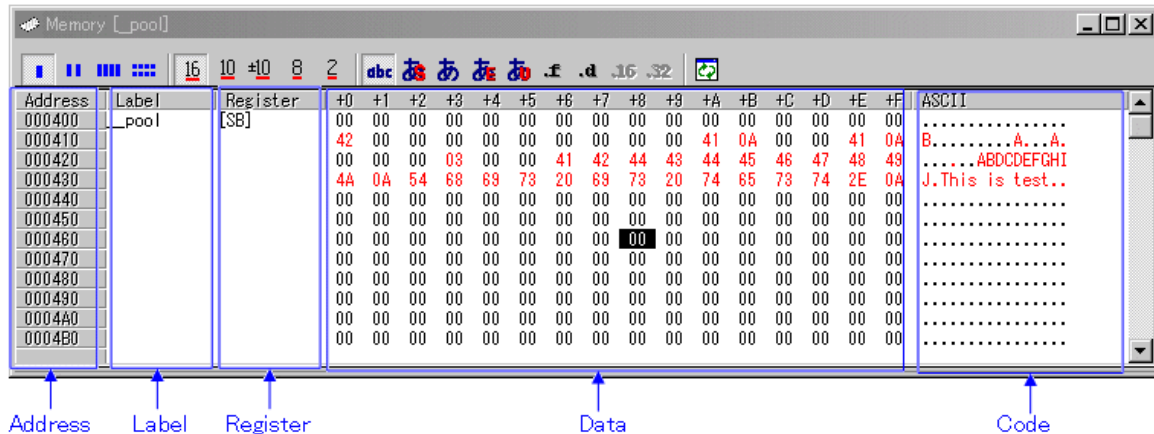 Memory [_pool]
16 10 ±10 8 2 abc あS あ あE あU .f .d .16 .32
Address Label Register +0 +1 +2 +3 +4 +5 +6 +7 +8 +9 +A +B +C +D +E +F ASCII
000400 __pool [SB] 00 00 00 00 00 00 00 00 00 00 00 00 00 00 00 00 ................
000410 42 00 00 00 00 00 00 00 00 00 41 0A 00 00 41 0A B.........A...A.
000420 00 00 00 03 00 00 41 42 44 43 44 45 46 47 48 49 ......ABDCDEFGHI
000430 4A 0A 54 68 69 73 20 69 73 20 74 65 73 74 2E 0A J.This is test..
000440 00 00 00 00 00 00 00 00 00 00 00 00 00 00 00 00 ................
000450 00 00 00 00 00 00 00 00 00 00 00 00 00 00 00 00 ................
000460 00 00 00 00 00 00 00 00 00 00 00 00 00 00 00 00 ................
000470 00 00 00 00 00 00 00 00 00 00 00 00 00 00 00 00 ................
000480 00 00 00 00 00 00 00 00 00 00 00 00 00 00 00 00 ................
000490 00 00 00 00 00 00 00 00 00 00 00 00 00 00 00 00 ................
0004A0 00 00 00 00 00 00 00 00 00 00 00 00 00 00 00 00 ................
0004B0 00 00 00 00 00 00 00 00 00 00 00 00 00 00 00 00 ................
Address Label Register Data Code